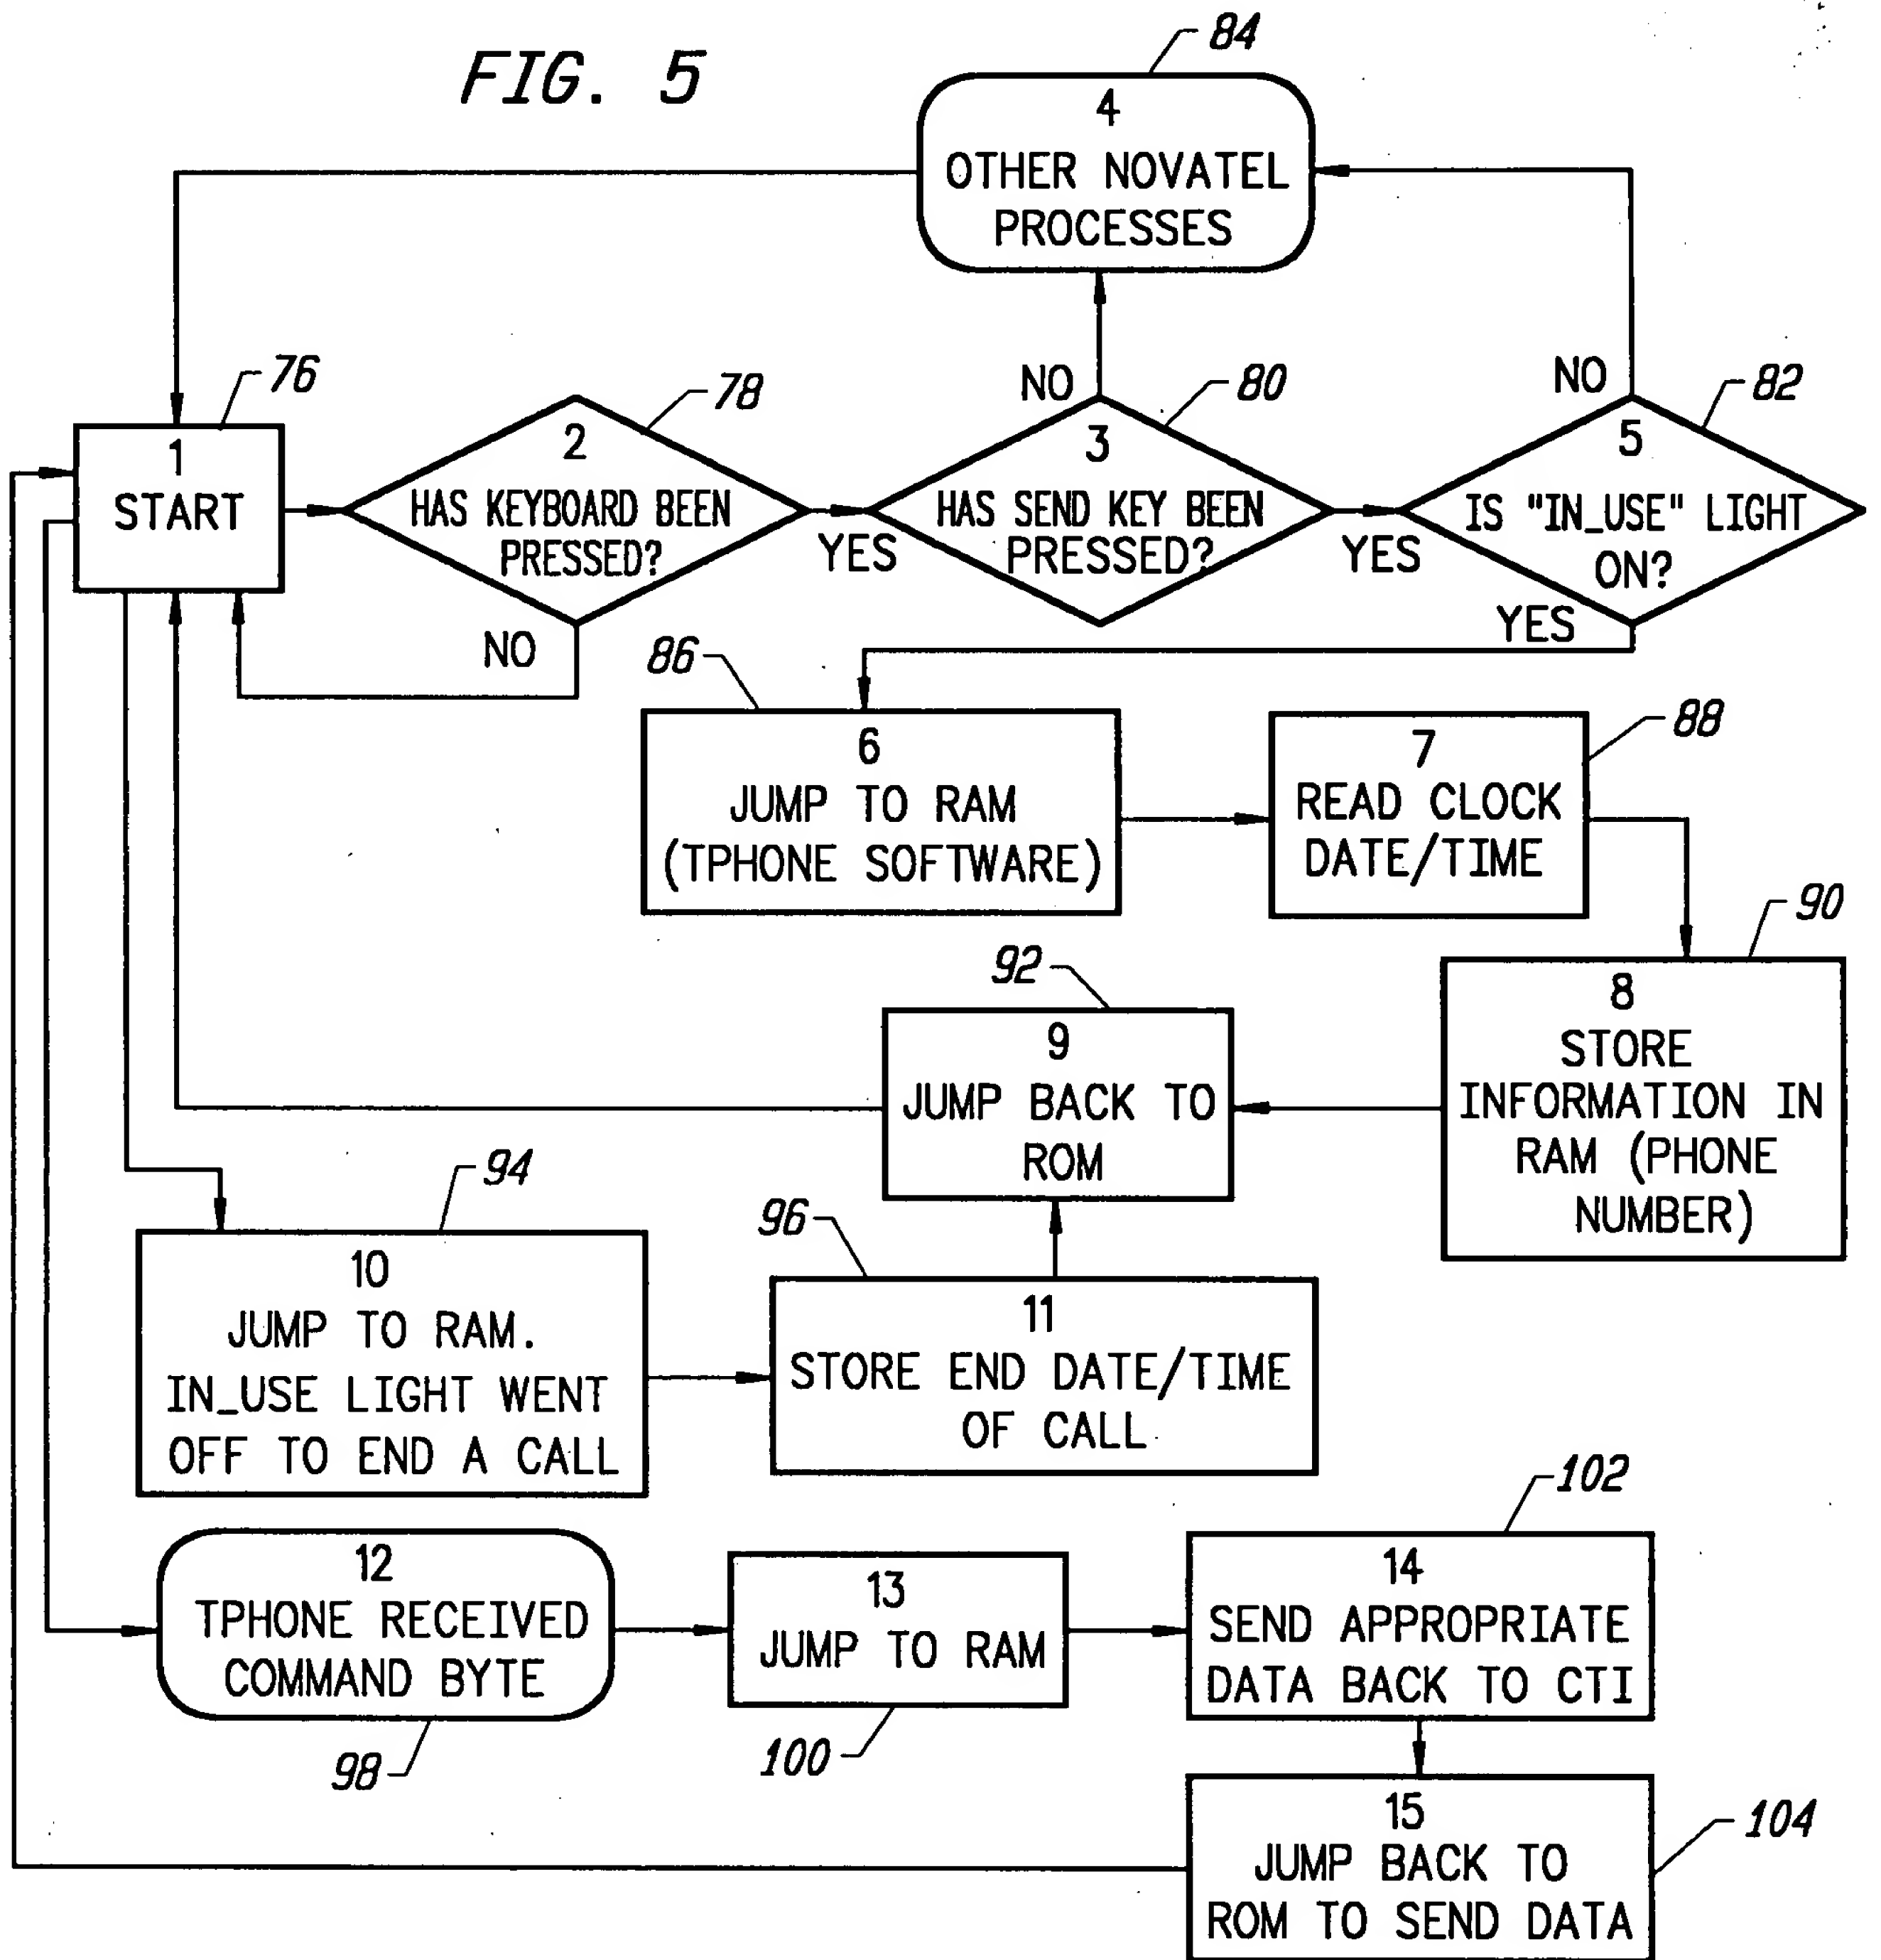 FIG. 5
84
4
OTHER NOVATEL
PROCESSES
76
1
START
78
2
HAS KEYBOARD BEEN
PRESSED?
YES
NO
NO
80
3
HAS SEND KEY BEEN
PRESSED?
YES
NO
82
5
IS "IN_USE" LIGHT
ON?
YES
86
6
JUMP TO RAM
(TPHONE SOFTWARE)
88
7
READ CLOCK
DATE/TIME
90
8
STORE
INFORMATION IN
RAM (PHONE
NUMBER)
92
9
JUMP BACK TO
ROM
94
10
JUMP TO RAM.
IN_USE LIGHT WENT
OFF TO END A CALL
96
11
STORE END DATE/TIME
OF CALL
12
TPHONE RECEIVED
COMMAND BYTE
98
13
JUMP TO RAM
100
102
14
SEND APPROPRIATE
DATA BACK TO CTI
15
JUMP BACK TO
ROM TO SEND DATA
104